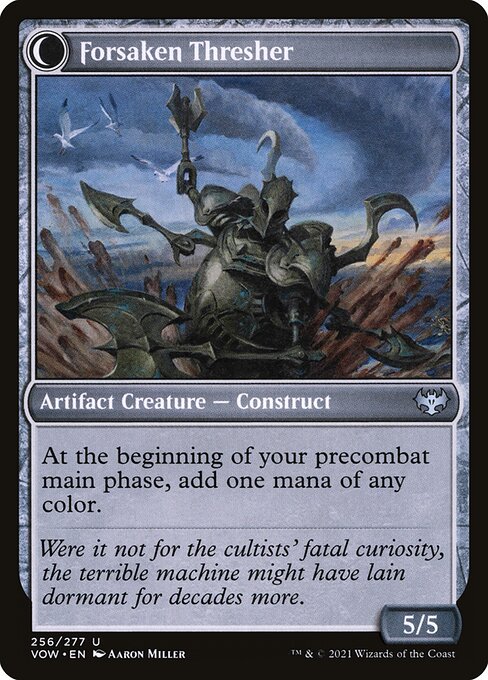 Forsaken Thresher
Artifact Creature — Construct
At the beginning of your precombat
main phase, add one mana of any
color.
Were it not for the cultists' fatal curiosity,
the terrible machine might have lain
dormant for decades more.
5/5
256/277 U
VOW • EN Aaron Miller
™ & © 2021 Wizards of the Coast